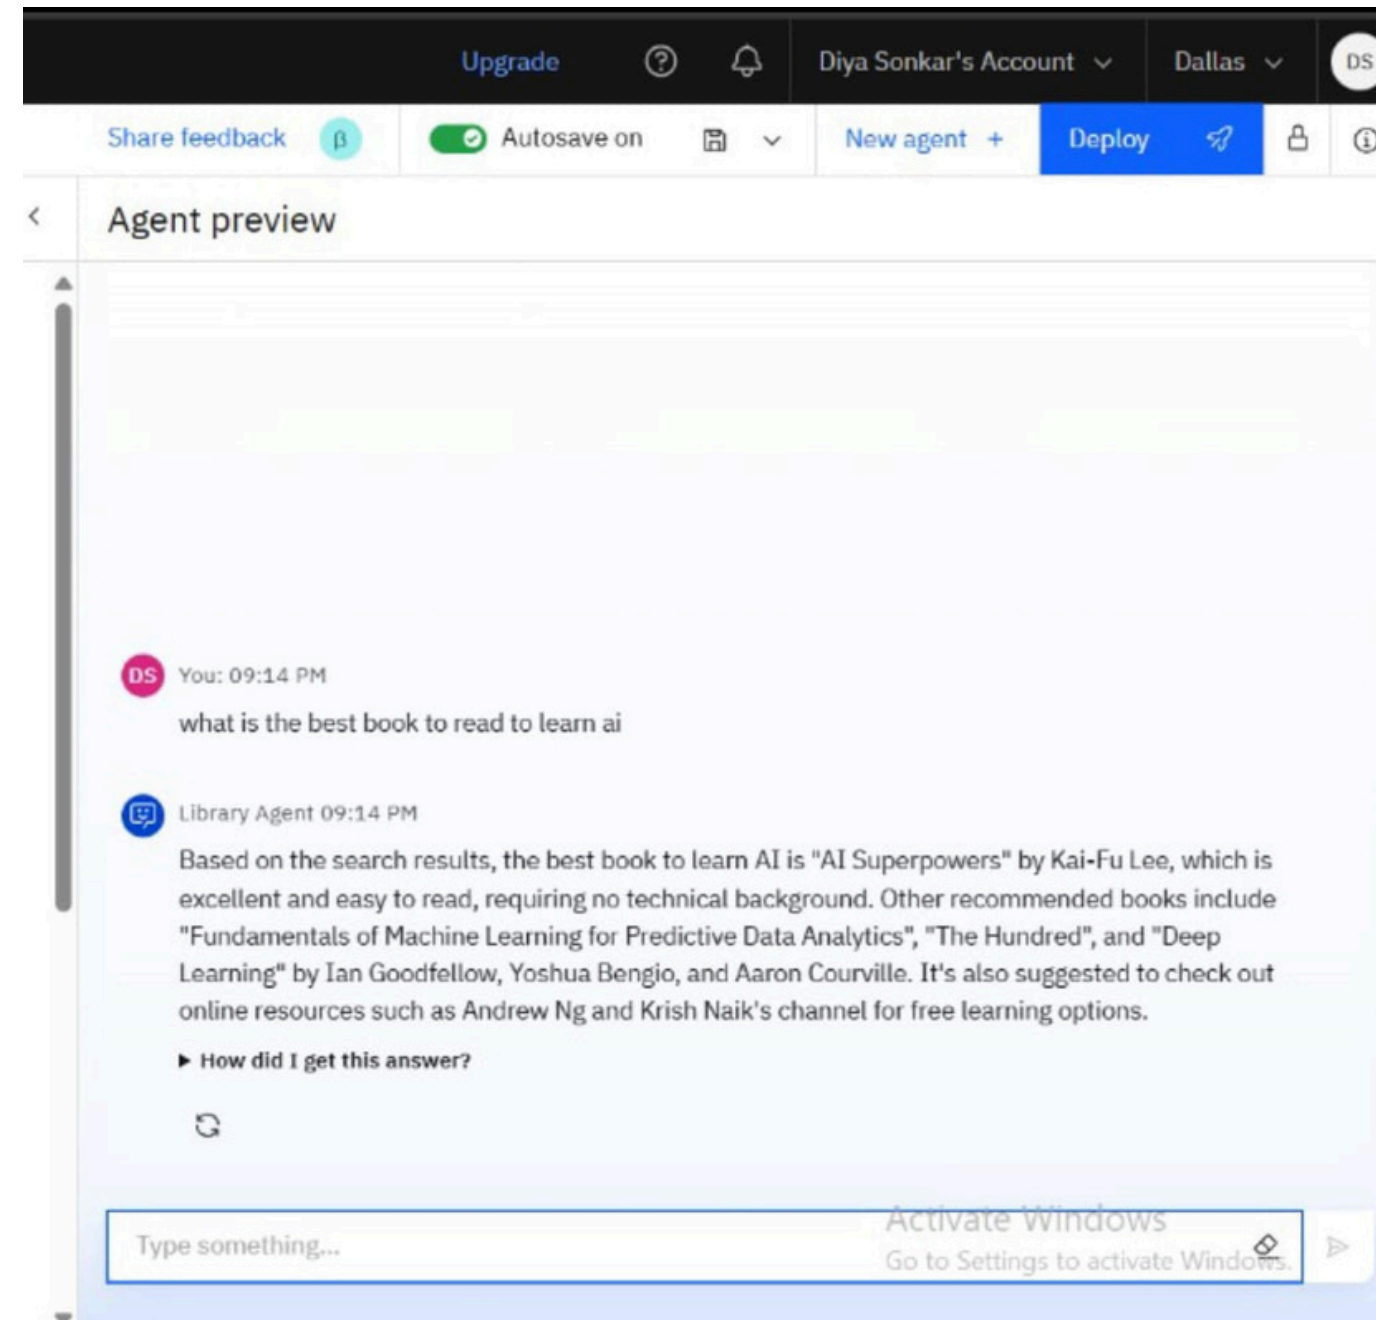 Upgrade
Diya Sonkar's Account
Dallas
DS
Share feedback
β
Autosave on
New agent +
Deploy
Agent preview
DS
You: 09:14 PM
what is the best book to read to learn ai
Library Agent 09:14 PM
Based on the search results, the best book to learn AI is "AI Superpowers" by Kai-Fu Lee, which is
excellent and easy to read, requiring no technical background. Other recommended books include
"Fundamentals of Machine Learning for Predictive Data Analytics", "The Hundred", and "Deep
Learning" by Ian Goodfellow, Yoshua Bengio, and Aaron Courville. It's also suggested to check out
online resources such as Andrew Ng and Krish Naik's channel for free learning options.
How did I get this answer?
Activate Windows
Type something...
Go to Settings to activate Windows.